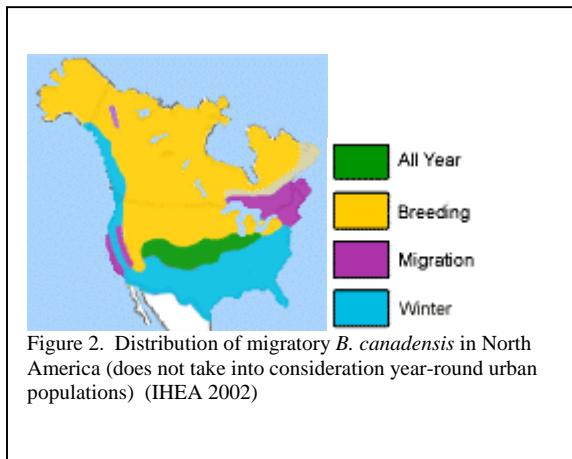 All Year
Breeding
Migration
Winter
Figure 2.  Distribution of migratory B. canadensis in North
America (does not take into consideration year-round urban
populations)  (IHEA 2002)